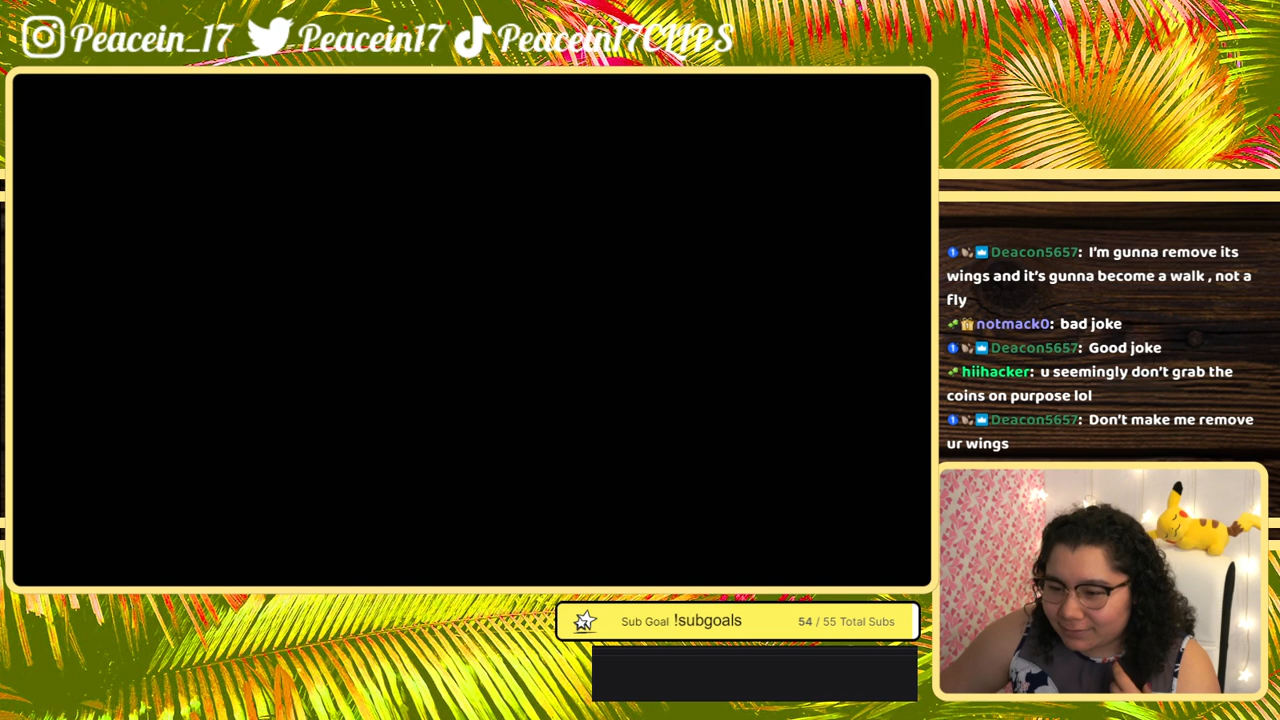 Peacein_17 Peacein17 Peacein17CliPS
Deacon5657: I'm gunna remove its
wings and it's gunna become a walk , not a
fly
notmack0: bad joke
Deacon5657: Good joke
hiihacker: u seemingly don't grab the
coins on purpose lol
Deacon5657: Don't make me remove
ur wings
Sub Goal !subgoals 54 / 55 Total Subs